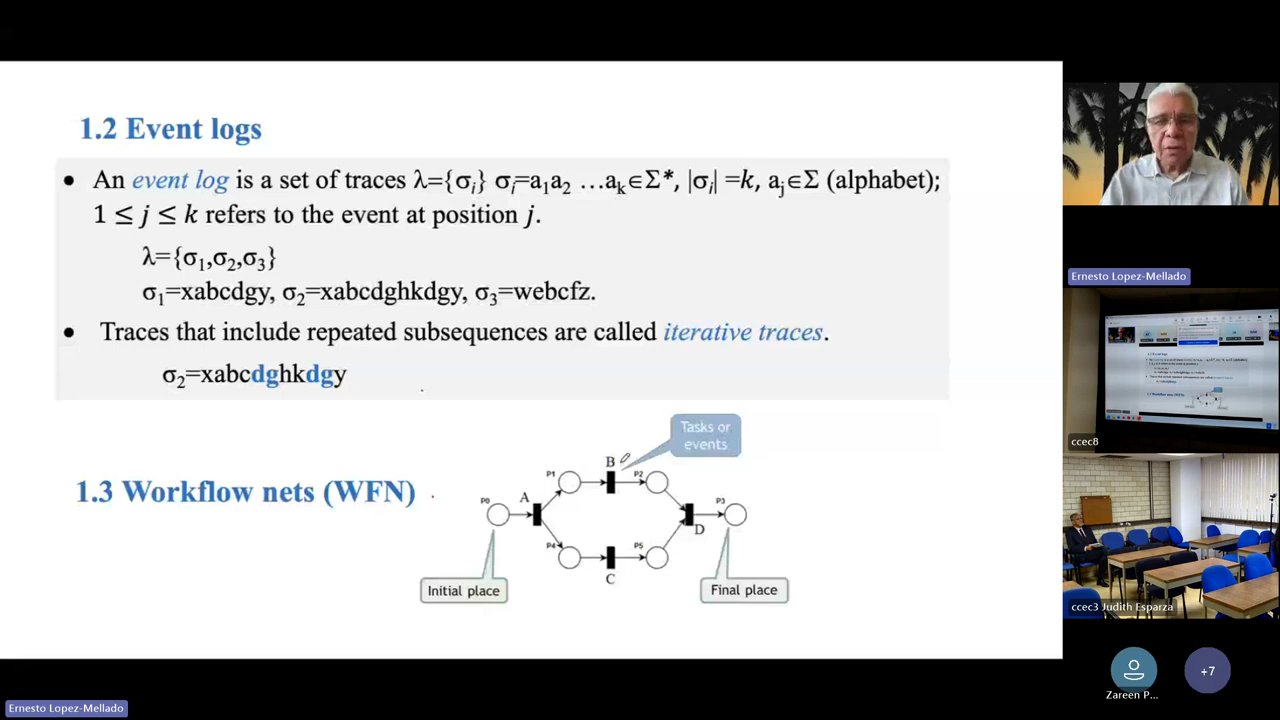 1.2 Event logs
• An event log is a set of traces λ={σᵢ} σᵢ=a₁a₂ …aₖ∈Σ*, |σᵢ| =k, aⱼ∈Σ (alphabet);
1 ≤ j ≤ k refers to the event at position j.
λ={σ₁,σ₂,σ₃}
σ₁=xabcdgy, σ₂=xabcdghkdgy, σ₃=webcfz.
• Traces that include repeated subsequences are called iterative traces.
σ₂=xabcdghkdgy
1.3 Workflow nets (WFN)
Tasks or
events
B
P1
P2
P0
A
P3
D
P4
P5
C
Initial place
Final place
Ernesto Lopez-Mellado
ccec8
ccec3 Judith Esparza
Zareen P...
+7
Ernesto Lopez-Mellado